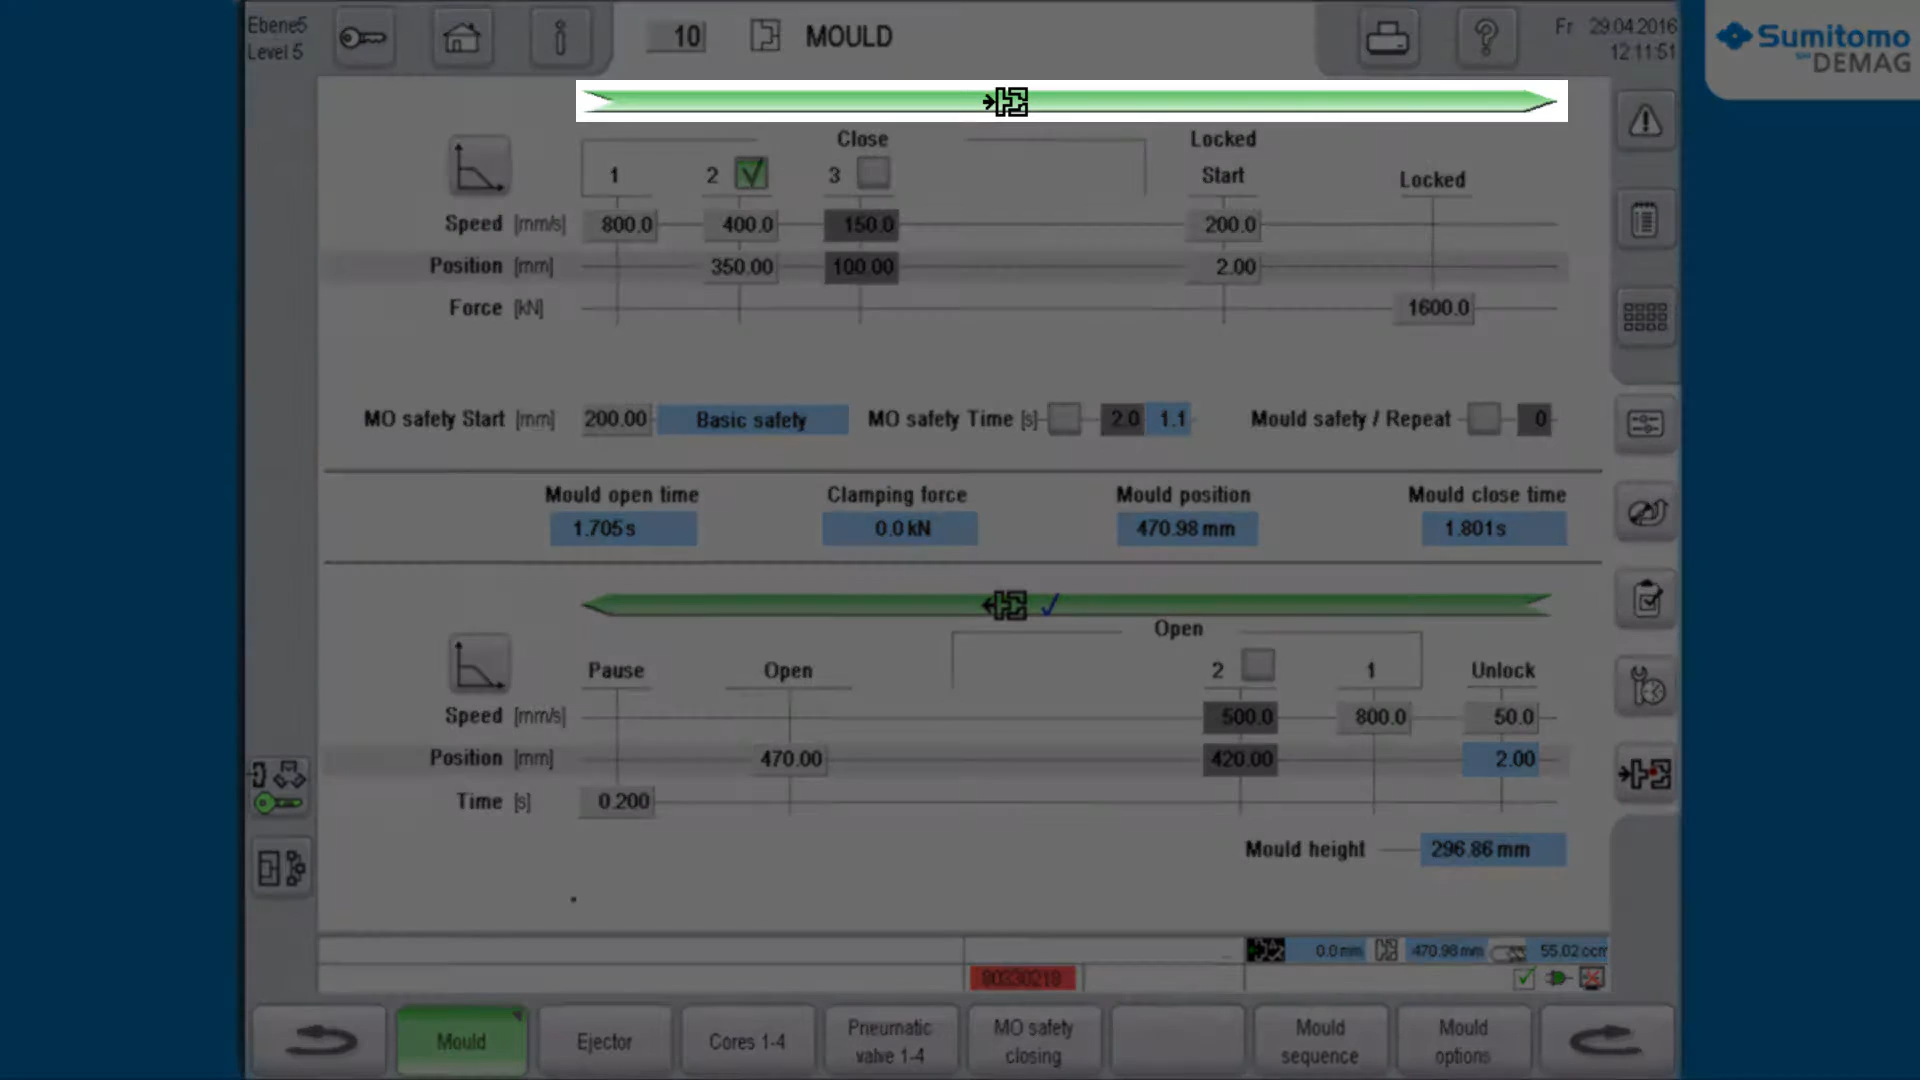 Ebene5
Level 5
10 MOULD
Fr 29.04.2016
12:11:51
Sumitomo
DEMAG
Close
Locked
1 2 3 Start Locked
Speed [mm/s] 800.0 400.0 150.0 200.0
Position [mm] 350.00 100.00 2.00
Force [kN] 1600.0
MO safety Start [mm] 200.00 Basic safety MO safety Time [s] 2.0 1.1 Mould safety / Repeat 0
Mould open time Clamping force Mould position Mould close time
1.705 s 0.0 kN 470.98 mm 1.801 s
Open
Pause Open 2 1 Unlock
Speed [mm/s] 500.0 800.0 50.0
Position [mm] 470.00 420.00 2.00
Time [s] 0.200
Mould height 296.86 mm
0.0 mm 470.98 mm 55.02 ccm
80330218
Mould
Ejector
Cores 1-4
Pneumatic
valve 1-4
MO safety
closing
Mould
sequence
Mould
options